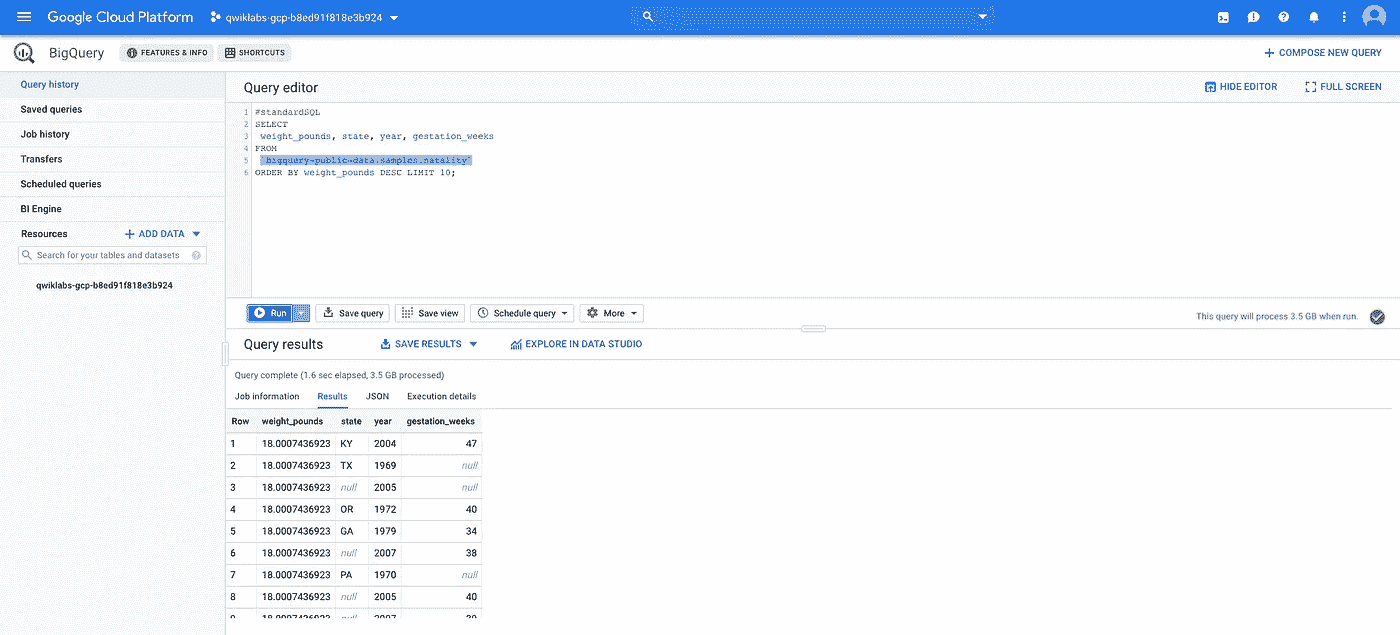 Google Cloud Platform qwiklabs-gcp-b8ed91f818e3b924
BigQuery FEATURES & INFO SHORTCUTS COMPOSE NEW QUERY
Query history
Saved queries
Job history
Transfers
Scheduled queries
BI Engine
Resources ADD DATA
Search for your tables and datasets
qwiklabs-gcp-b8ed91f818e3b924
Query editor HIDE EDITOR FULL SCREEN
1 #standardSQL
2 SELECT
3 weight_pounds, state, year, gestation_weeks
4 FROM
5 `bigquery-public-data.samples.natality`
6 ORDER BY weight_pounds DESC LIMIT 10;
Run Save query Save view Schedule query More This query will process 3.5 GB when run.
Query results SAVE RESULTS EXPLORE IN DATA STUDIO
Query complete (1.6 sec elapsed, 3.5 GB processed)
Job information Results JSON Execution details
Row weight_pounds state year gestation_weeks
1 18.0007436923 KY 2004 47
2 18.0007436923 TX 1969 null
3 18.0007436923 null 2005 null
4 18.0007436923 OR 1972 40
5 18.0007436923 GA 1979 34
6 18.0007436923 null 2007 38
7 18.0007436923 PA 1970 null
8 18.0007436923 null 2005 40
9 18.0007436923 null 2007